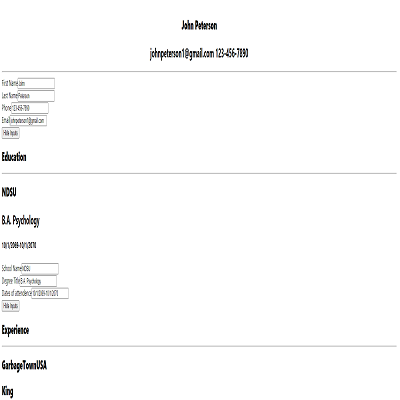 John Peterson
johnpeterson1@gmail.com 123-456-7890
First Name John
Last Name Peterson
Phone 123-456-7890
Email johnpeterson1@gmail.com
Hide Inputs
Education
NDSU
B.A. Psychology
10/1/2069-10/1/2070
School Name NDSU
Degree Title B.A. Psychology
Dates of attendence 10/1/2069-10/1/2070
Hide Inputs
Experience
GarbageTownUSA
King